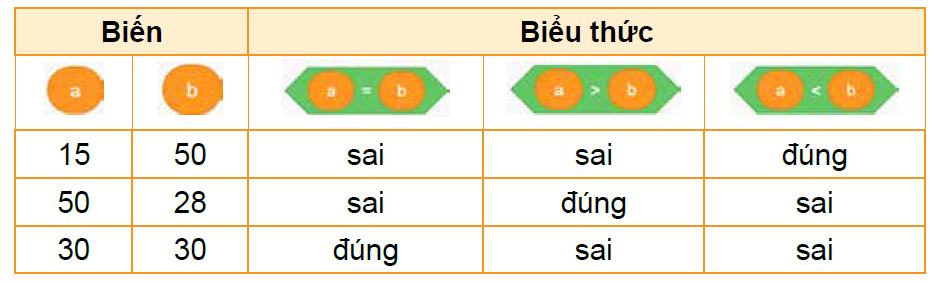 Biến Biểu thức
a b a = b a > b a < b
15 50 sai sai đúng
50 28 sai đúng sai
30 30 đúng sai sai